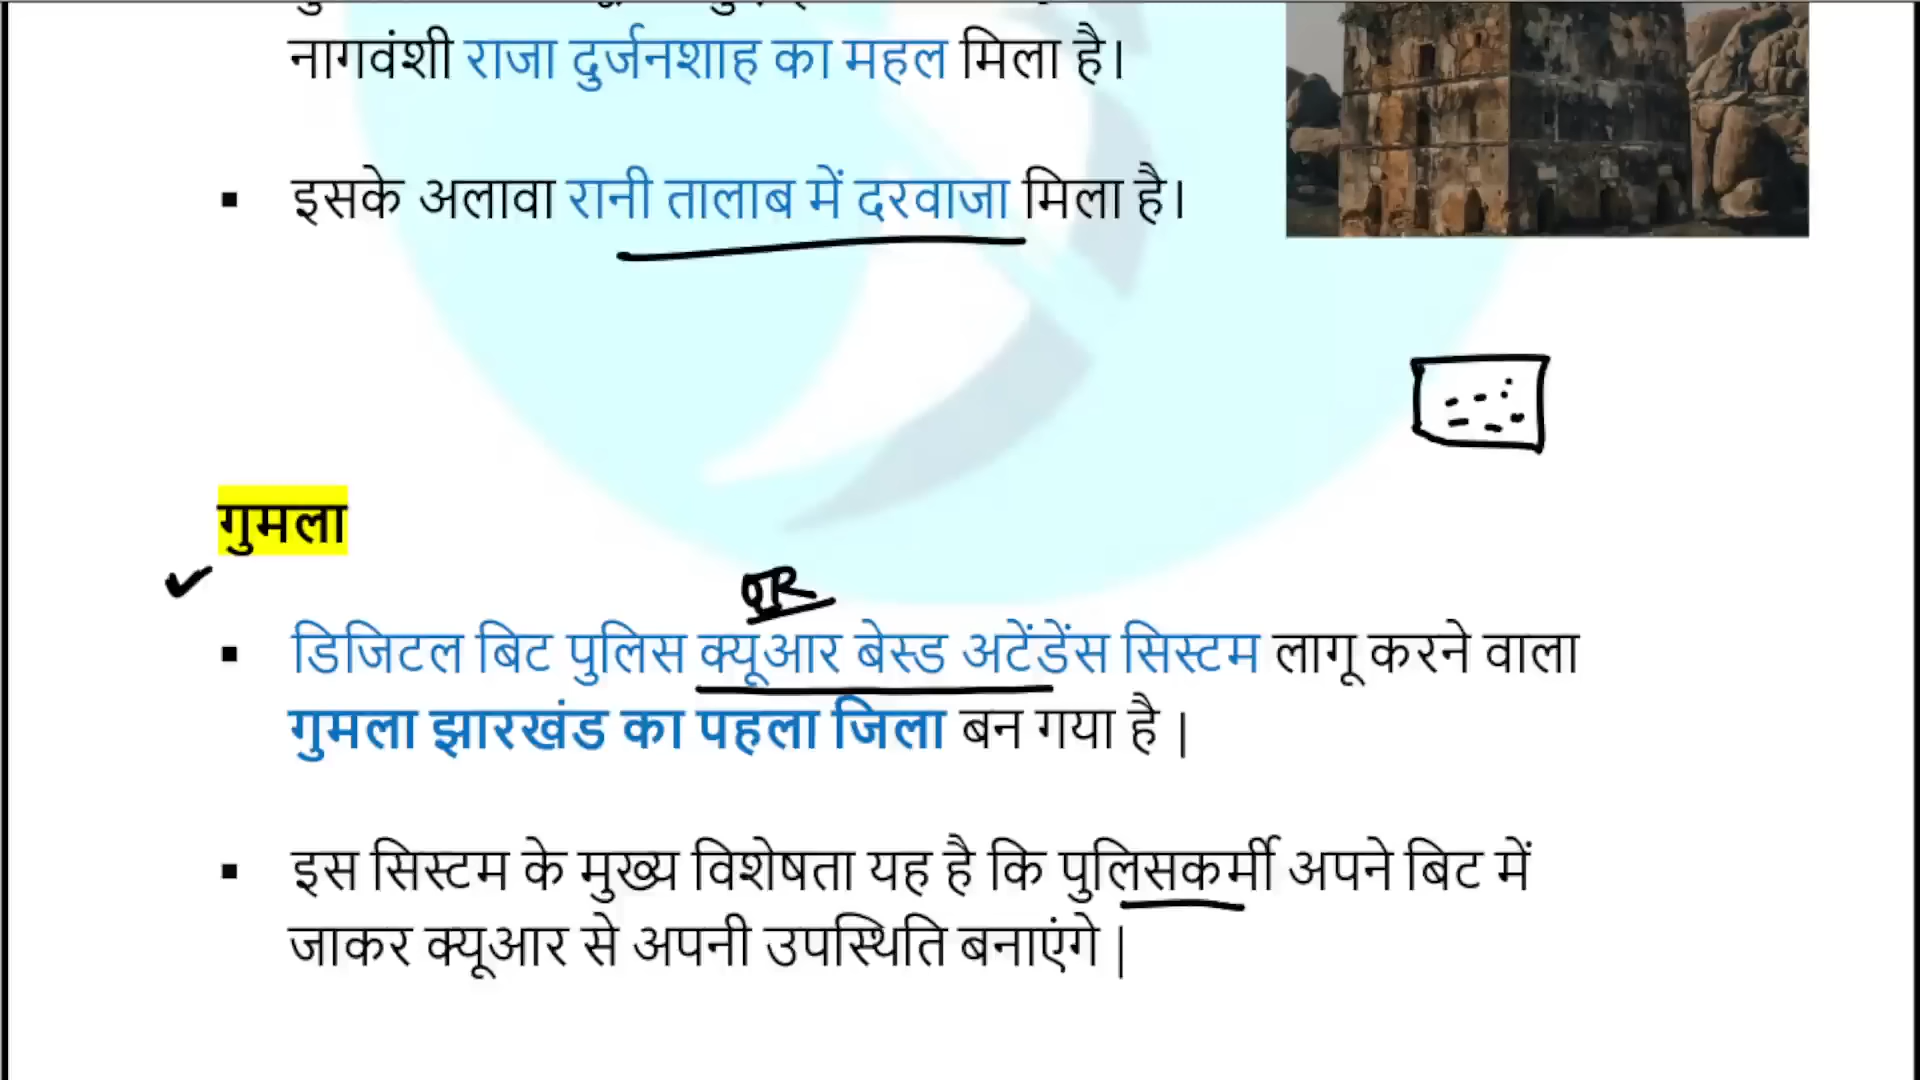 नागवंशी राजा दुर्जनशाह का महल मिला है।
▪ इसके अलावा रानी तालाब में दरवाजा मिला है।
गुमला
QR
▪ डिजिटल बिट पुलिस क्यूआर बेस्ड अटेंडेंस सिस्टम लागू करने वाला
गुमला झारखंड का पहला जिला बन गया है |
▪ इस सिस्टम के मुख्य विशेषता यह है कि पुलिसकर्मी अपने बिट में
जाकर क्यूआर से अपनी उपस्थिति बनाएंगे |